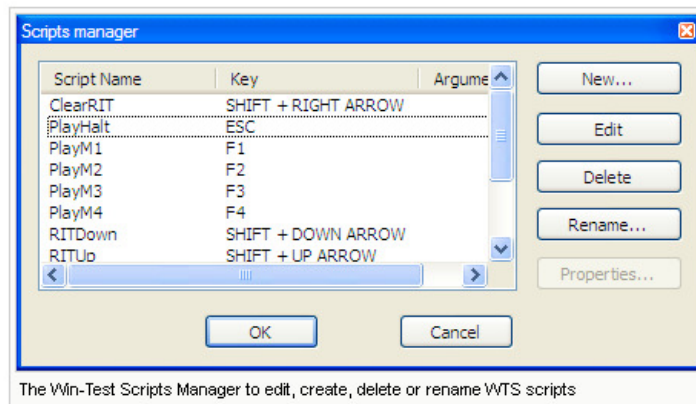 Scripts manager
Script Name Key Argume
ClearRIT SHIFT + RIGHT ARROW
PlayHalt ESC
PlayM1 F1
PlayM2 F2
PlayM3 F3
PlayM4 F4
RITDown SHIFT + DOWN ARROW
RITUp SHIFT + UP ARROW
New...
Edit
Delete
Rename...
Properties...
OK Cancel
The Win-Test Scripts Manager to edit, create, delete or rename WTS scripts